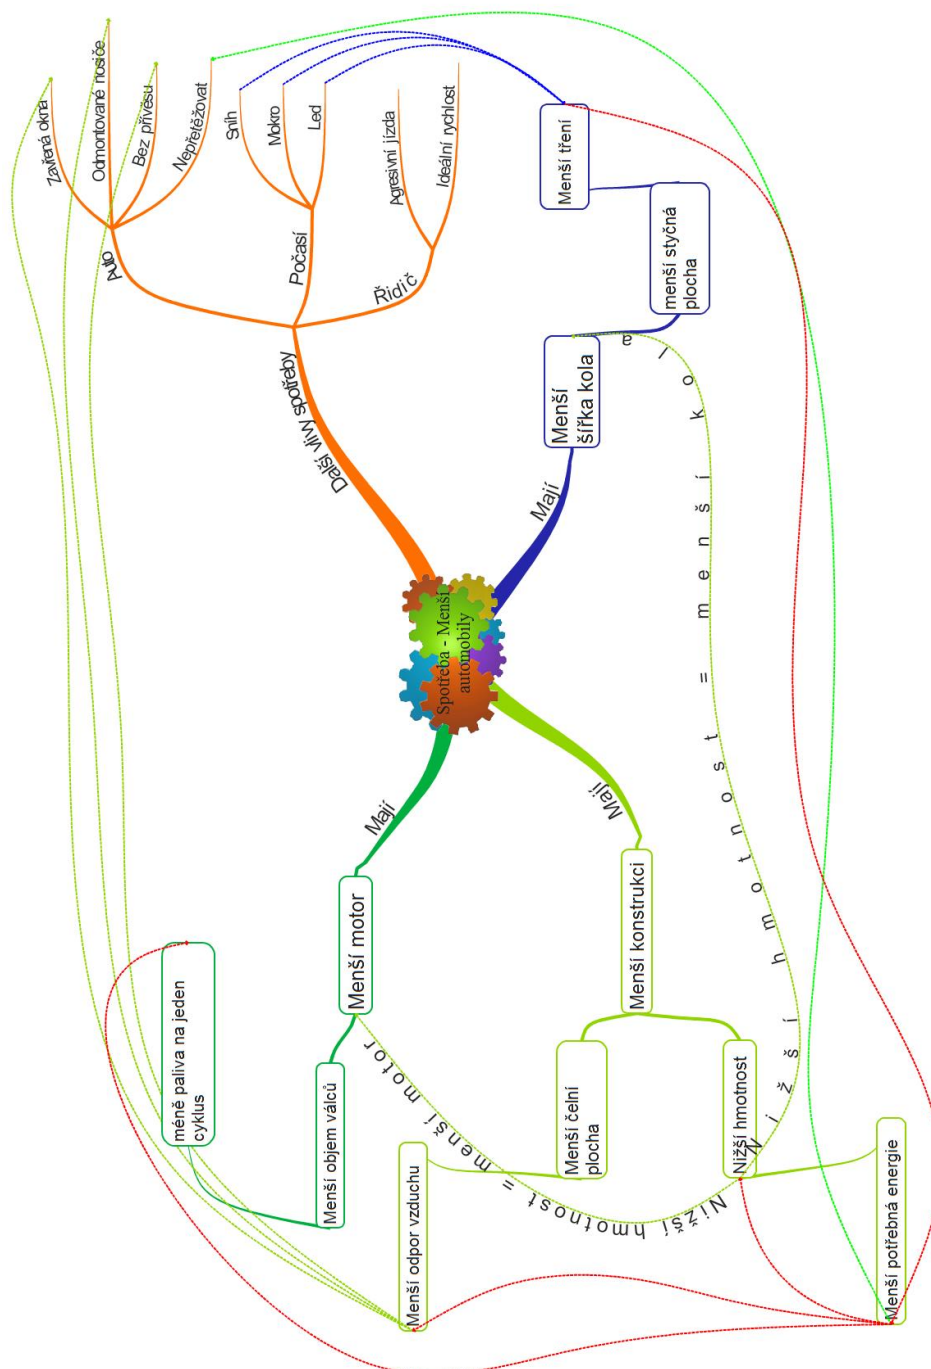 Spotřeba - Menší
automobily
Další vlivy spotřeby
Auto
Zavřená okna
Odmontované nosiče
Bez přívěsu
Nepřetěžovat
Počasí
Sníh
Mokro
Led
Řidič
Agresivní jízda
Ideální rychlost
Mají
Menší
šířka kola
menší styčná
plocha
Menší tření
Mají
Menší konstrukci
Menší čelní
plocha
Menší odpor vzduchu
Nižší hmotnost
Menší potřebná energie
Mají
Menší motor
Menší objem válců
méně paliva na jeden
cyklus
Nižší hmotnost = menší motor
Nižší hmotnost = menší kola